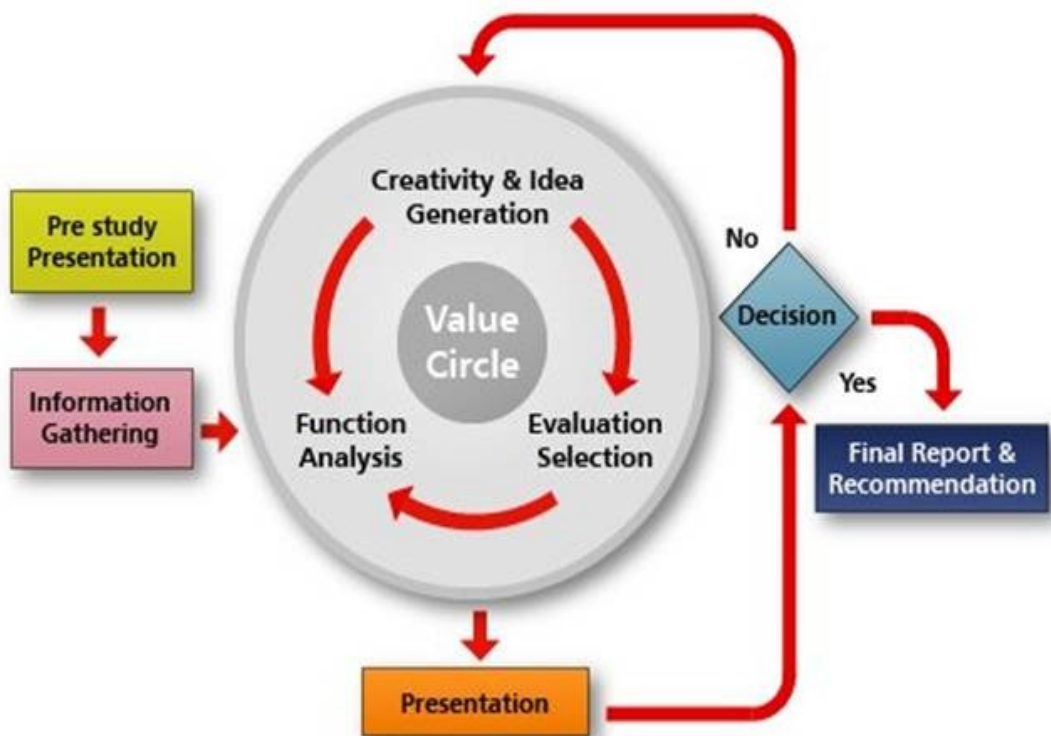 Pre study
Presentation
Information
Gathering
Creativity & Idea
Generation
Value
Circle
Function
Analysis
Evaluation
Selection
Presentation
No
Decision
Yes
Final Report &
Recommendation